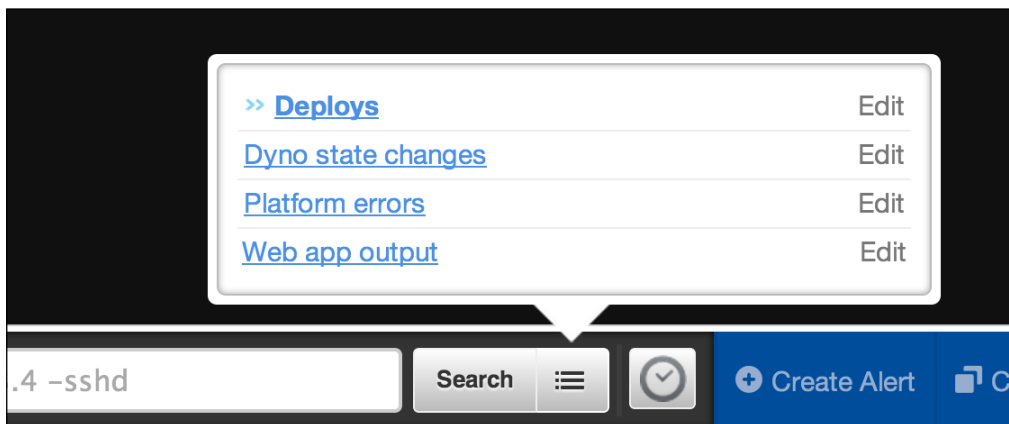 >> Deploys Edit
Dyno state changes Edit
Platform errors Edit
Web app output Edit
.4 -sshd Search Create Alert C